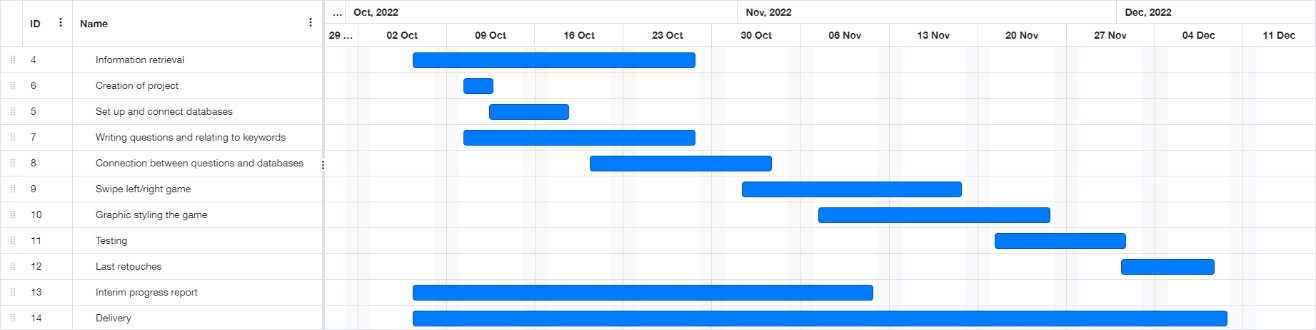 ... Oct, 2022 Nov, 2022 Dec, 2022
ID Name
29 ... 02 Oct 09 Oct 16 Oct 23 Oct 30 Oct 06 Nov 13 Nov 20 Nov 27 Nov 04 Dec 11 Dec
4 Information retrieval
6 Creation of project
5 Set up and connect databases
7 Writing questions and relating to keywords
8 Connection between questions and databases
9 Swipe left/right game
10 Graphic styling the game
11 Testing
12 Last retouches
13 Interim progress report
14 Delivery